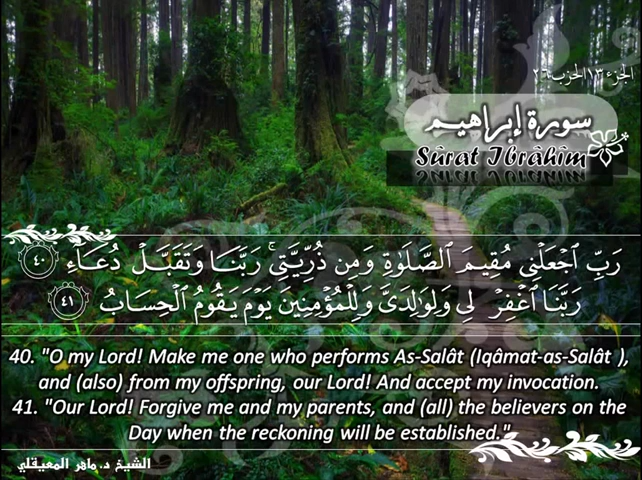 الجزء ١٣ الحزب ٢٦
سورة إبراهيم
Sûrat Ibrâhîm
رَبِّ ٱجْعَلْنِى مُقِيمَ ٱلصَّلَوٰةِ وَمِن ذُرِّيَّتِى ۚ رَبَّنَا وَتَقَبَّلْ دُعَآءِ ٤٠
رَبَّنَا ٱغْفِرْ لِى وَلِوَٰلِدَىَّ وَلِلْمُؤْمِنِينَ يَوْمَ يَقُومُ ٱلْحِسَابُ ٤١
40. "O my Lord! Make me one who performs As-Salât (Iqâmat-as-Salât ),
and (also) from my offspring, our Lord! And accept my invocation.
41. "Our Lord! Forgive me and my parents, and (all) the believers on the
Day when the reckoning will be established."
الشيخ د. ماهر المعيقلي